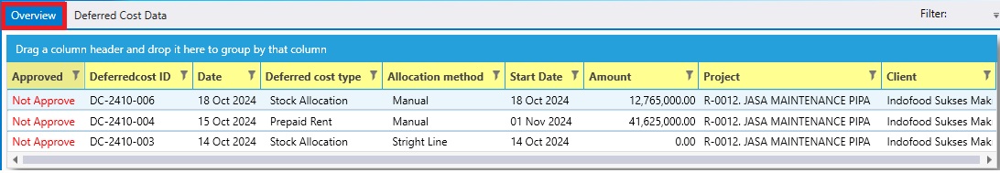 Overview Deferred Cost Data Filter:
Drag a column header and drop it here to group by that column
Approved Deferredcost ID Date Deferred cost type Allocation method Start Date Amount Project Client
Not Approve DC-2410-006 18 Oct 2024 Stock Allocation Manual 18 Oct 2024 12,765,000.00 R-0012. JASA MAINTENANCE PIPA Indofood Sukses Mak
Not Approve DC-2410-004 15 Oct 2024 Prepaid Rent Manual 01 Nov 2024 41,625,000.00 R-0012. JASA MAINTENANCE PIPA Indofood Sukses Mak
Not Approve DC-2410-003 14 Oct 2024 Stock Allocation Stright Line 14 Oct 2024 0.00 R-0012. JASA MAINTENANCE PIPA Indofood Sukses Mak